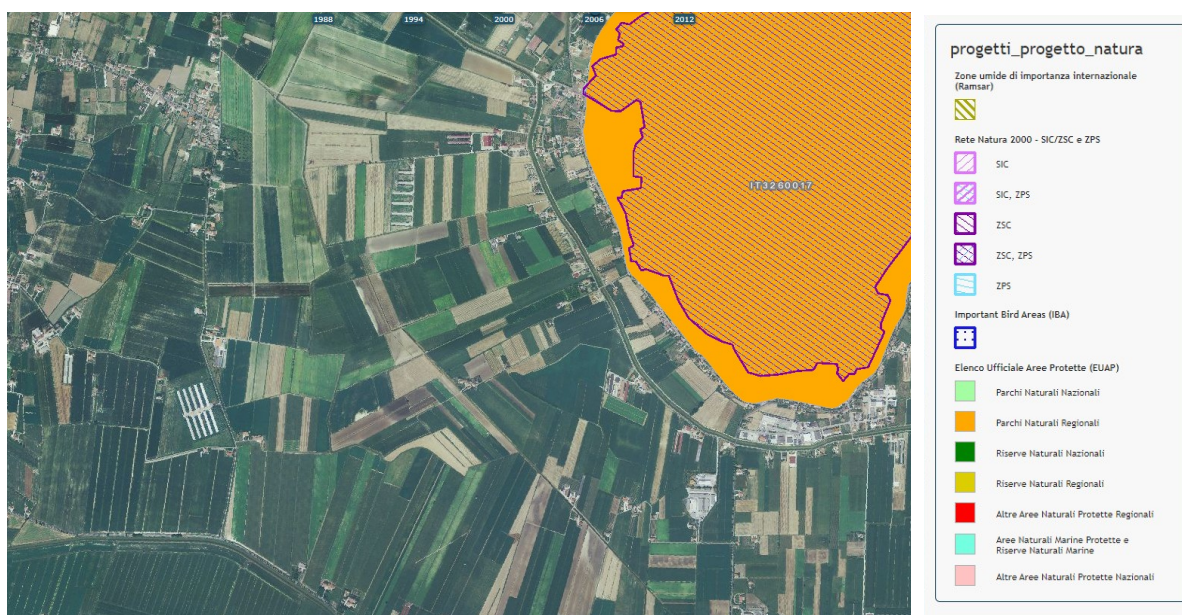 1988
1994
2000
2006
2012
IT3260017
progetti_progetto_natura
Zone umide di importanza internazionale
(Ramsar)
Rete Natura 2000 - SIC/ZSC e ZPS
SIC
SIC, ZPS
ZSC
ZSC, ZPS
ZPS
Important Bird Areas (IBA)
Elenco Ufficiale Aree Protette (EUAP)
Parchi Naturali Nazionali
Parchi Naturali Regionali
Riserve Naturali Nazionali
Riserve Naturali Regionali
Altre Aree Naturali Protette Regionali
Aree Naturali Marine Protette e
Riserve Naturali Marine
Altre Aree Naturali Protette Nazionali